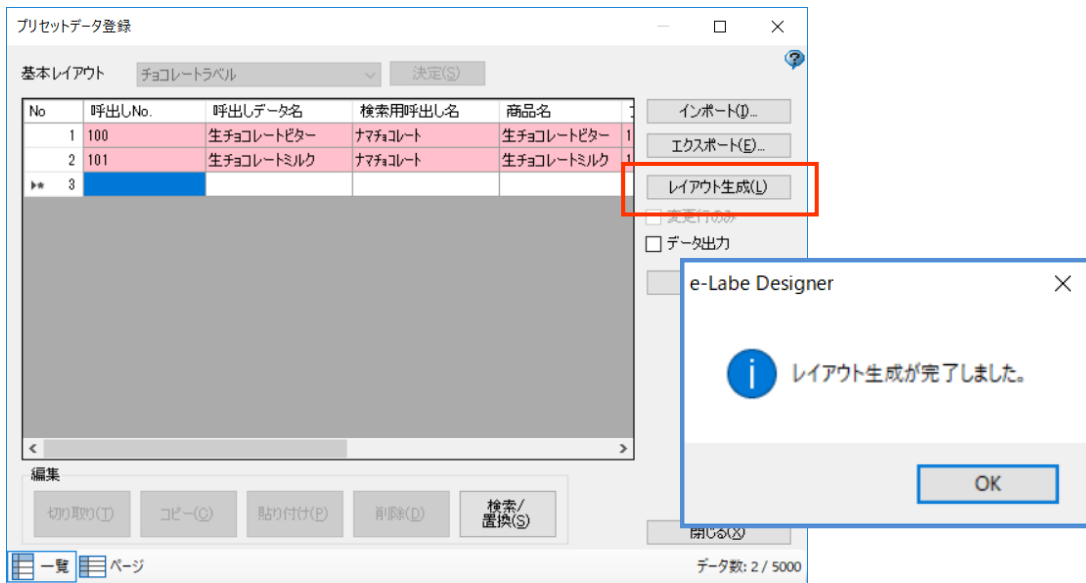 プリセットデータ登録
基本レイアウト チョコレートラベル 決定(S)
No 呼出しNo. 呼出しデータ名 検索用呼出し名 商品名
1 100 生チョコレートビター ナマチョコレート 生チョコレートビター 1
2 101 生チョコレートミルク ナマチョコレート 生チョコレートミルク 1
3
インポート(I)...
エクスポート(E)...
レイアウト生成(L)
変更行のみ
データ出力
e-Labe Designer
レイアウト生成が完了しました。
OK
編集
切り取り(T) コピー(C) 貼り付け(P) 削除(D) 検索/
置換(S)
閉じる(X)
一覧 ページ データ数: 2 / 5000